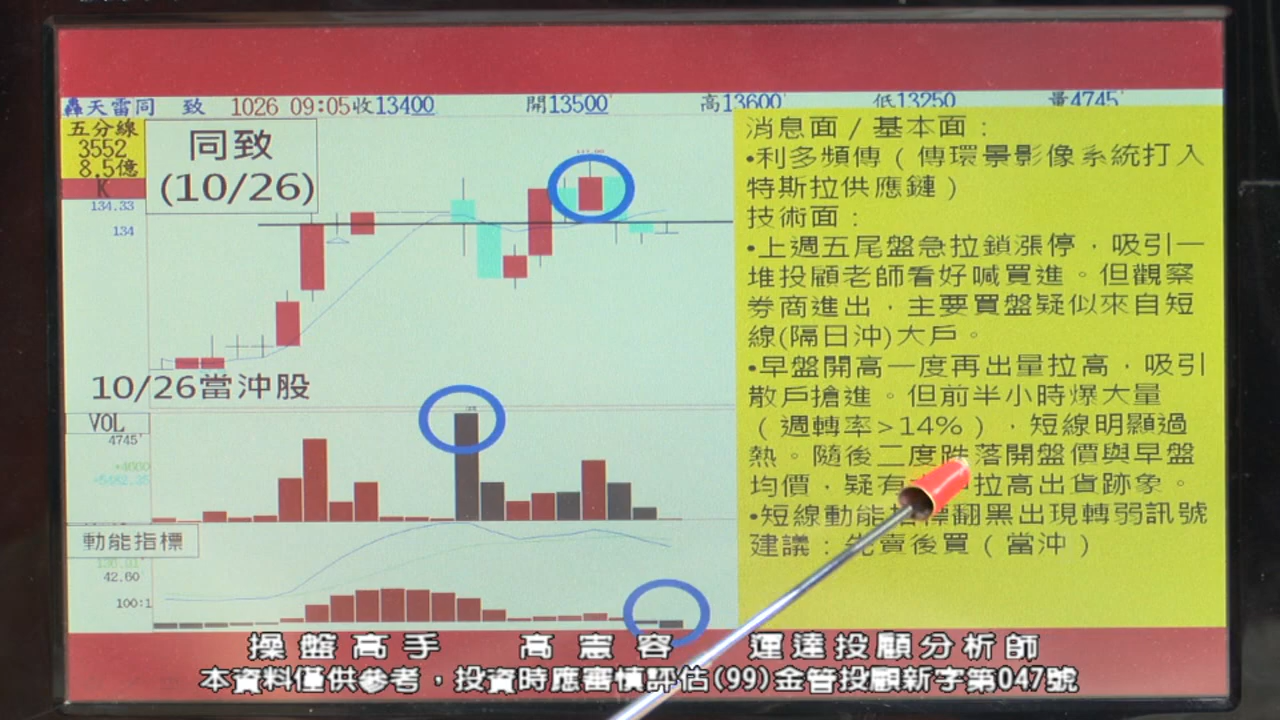 轟天雷同 致 1026 09:05收13400 開13500 高13600 低13250 量4745
五分線
3552
8.5億
K
134.33
134
同致
(10/26)
10/26當沖股
VOL
4745
動能指標
42.60
100:1
消息面/基本面：
•利多頻傳(傳環景影像系統打入
特斯拉供應鏈)
技術面：
•上週五尾盤急拉鎖漲停，吸引一
堆投顧老師看好喊買進。但觀察
券商進出，主要買盤疑似來自短
線(隔日沖)大戶。
•早盤開高一度再出量拉高，吸引
散戶搶進。但前半小時爆大量
(週轉率>14%)，短線明顯過
熱。隨後二度跌落開盤價與早盤
均價，疑有 拉高出貨跡象。
•短線動能指標翻黑出現轉弱訊號
建議：先賣後買(當沖)
操盤高手 高憲容 運達投顧分析師
本資料僅供參考，投資時應審慎評估(99)金管投顧新字第047號